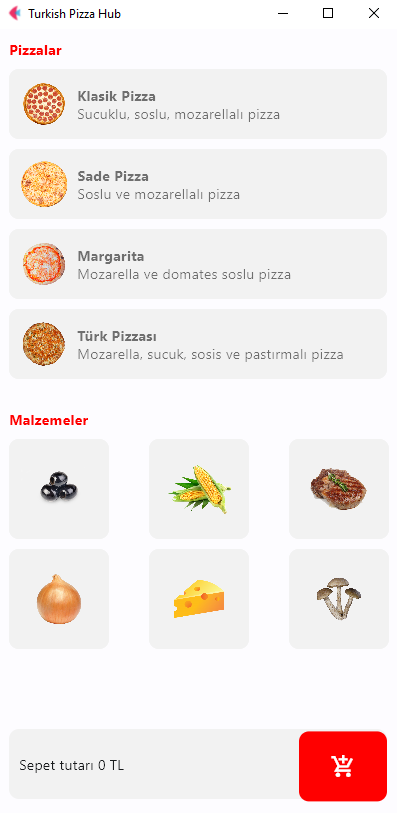 Turkish Pizza Hub
Pizzalar
Klasik Pizza
Sucuklu, soslu, mozarellalı pizza
Sade Pizza
Soslu ve mozarellalı pizza
Margarita
Mozarella ve domates soslu pizza
Türk Pizzası
Mozarella, sucuk, sosis ve pastırmalı pizza
Malzemeler
Sepet tutarı 0 TL